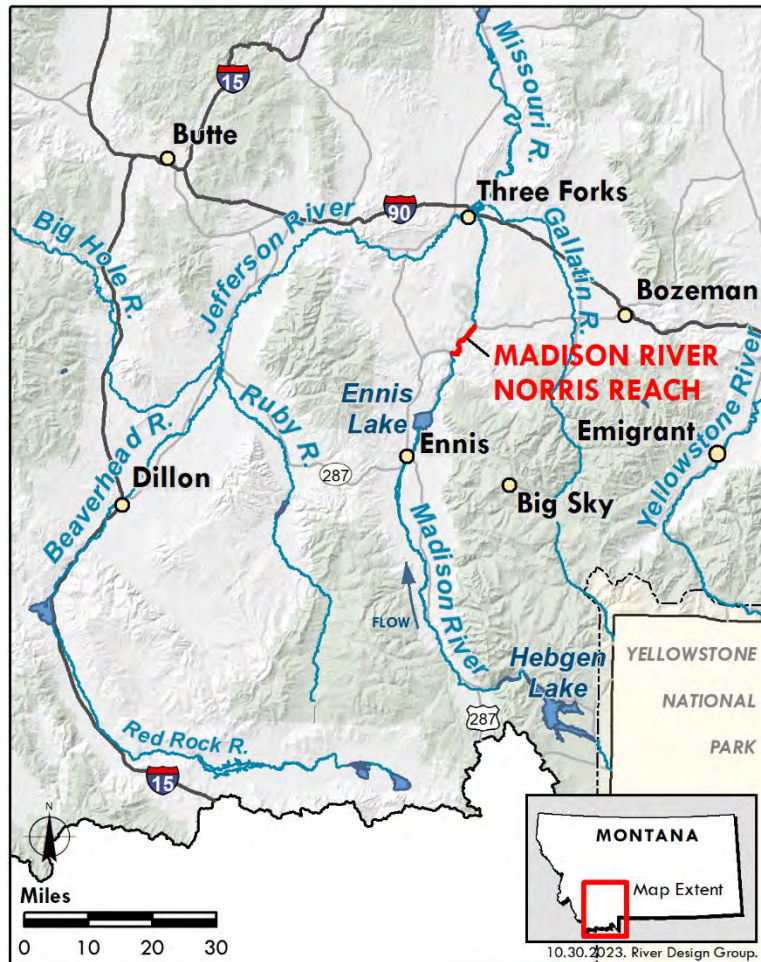 Missouri R.
15
Butte
Three Forks
90
Big Hole R.
Jefferson River
Gallatin R.
Bozeman
MADISON RIVER
NORRIS REACH
Ennis
Lake
Ruby R.
Yellowstone River
Emigrant
Ennis
287
Beaverhead R.
Dillon
Big Sky
Madison River
FLOW
Hebgen
Lake
YELLOWSTONE
NATIONAL
PARK
287
Red Rock R.
15
N
MONTANA
Map Extent
Miles
0 10 20 30
10.30.2023. River Design Group.